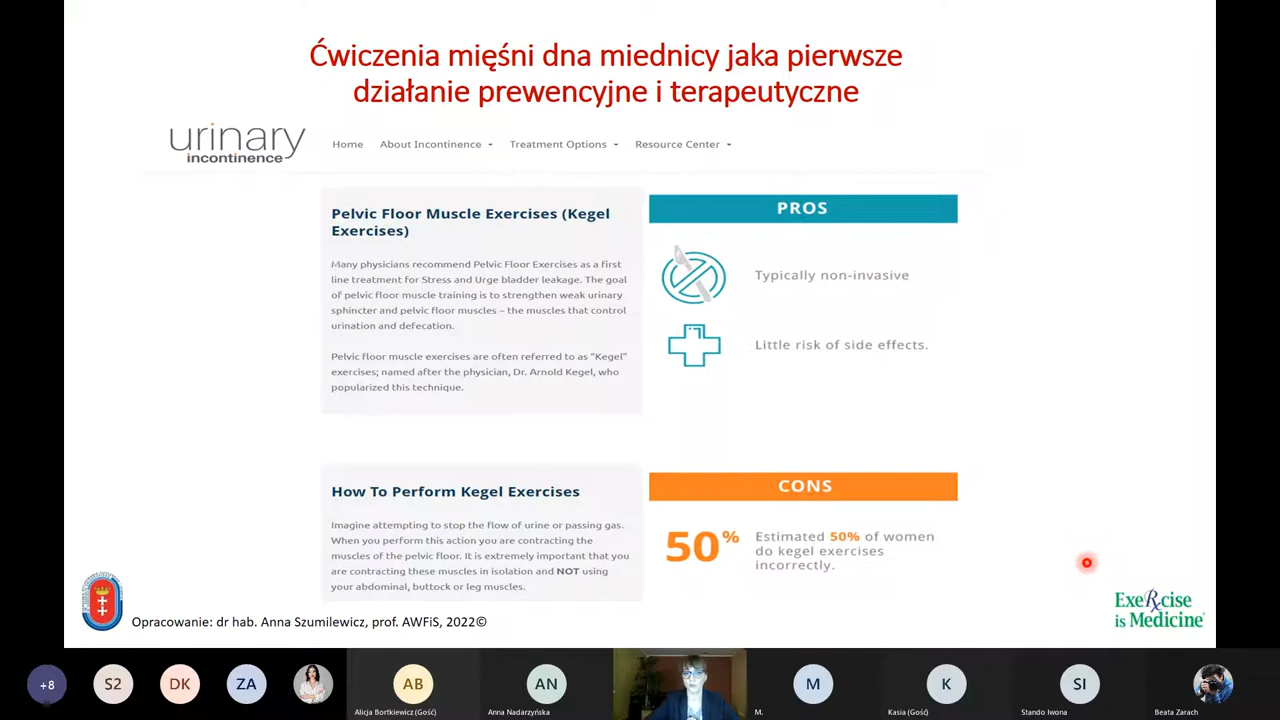 Ćwiczenia mięśni dna miednicy jaka pierwsze
działanie prewencyjne i terapeutyczne
urinary
incontinence
Home
About Incontinence
Treatment Options
Resource Center
Pelvic Floor Muscle Exercises (Kegel
Exercises)
Many physicians recommend Pelvic Floor Exercises as a first
line treatment for Stress and Urge bladder leakage. The goal
of pelvic floor muscle training is to strengthen weak urinary
sphincter and pelvic floor muscles – the muscles that control
urination and defecation.
Pelvic floor muscle exercises are often referred to as “Kegel”
exercises; named after the physician, Dr. Arnold Kegel, who
popularized this technique.
PROS
Typically non-invasive
Little risk of side effects.
How To Perform Kegel Exercises
Imagine attempting to stop the flow of urine or passing gas.
When you perform this action you are contracting the
muscles of the pelvic floor. It is extremely important that you
are contracting these muscles in isolation and NOT using
your abdominal, buttock or leg muscles.
CONS
50%
Estimated 50% of women
do kegel exercises
incorrectly.
Opracowanie: dr hab. Anna Szumilewicz, prof. AWFiS, 2022©
ExeRxcise
is Medicine
+8
S2
DK
ZA
AB
Alicja Bortkiewicz (Gość)
AN
Anna Nadarzyńska
M
M.
K
Kasia (Gość)
SI
Stando Iwona
Beata Zarach